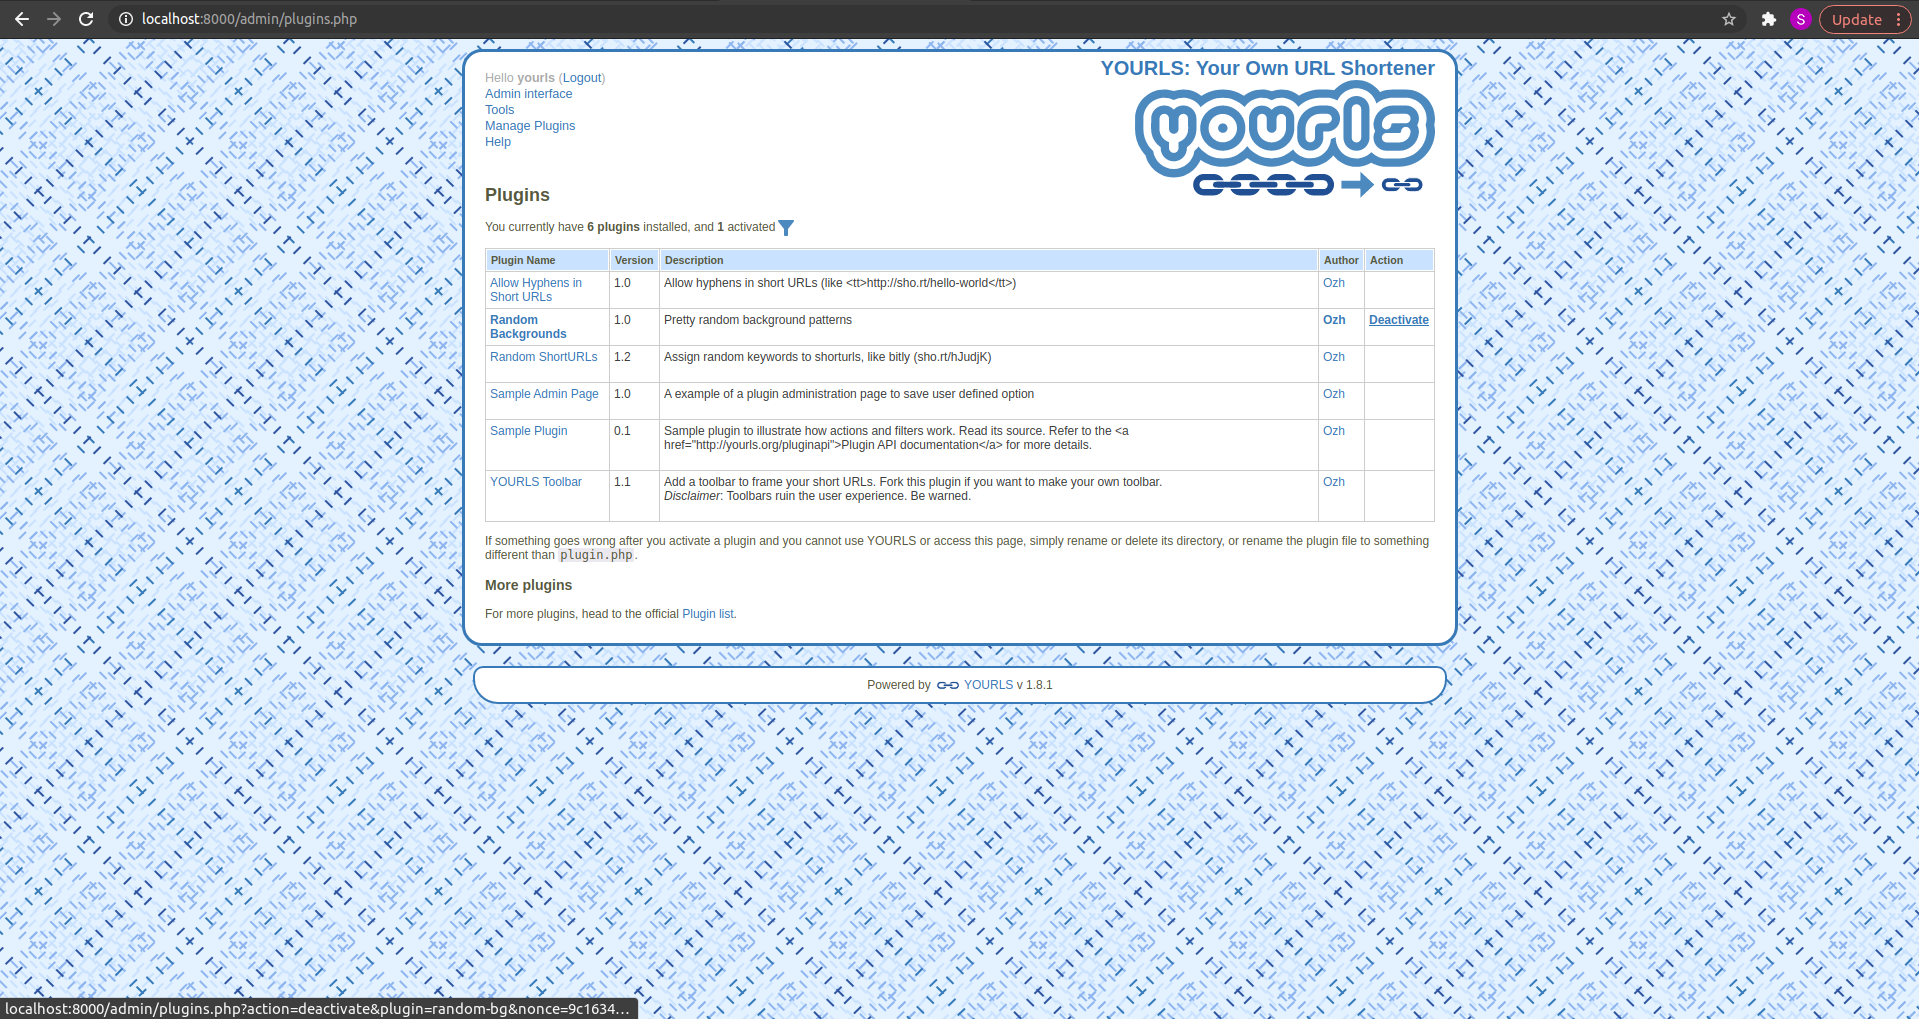 localhost:8000/admin/plugins.php
S
Update
Hello yourls (Logout)
Admin interface
Tools
Manage Plugins
Help
YOURLS: Your Own URL Shortener
yourls
Plugins
You currently have 6 plugins installed, and 1 activated
Plugin Name Version Description Author Action
Allow Hyphens in 1.0 Allow hyphens in short URLs (like <tt>http://sho.rt/hello-world</tt>) Ozh
Short URLs
Random 1.0 Pretty random background patterns Ozh Deactivate
Backgrounds
Random ShortURLs 1.2 Assign random keywords to shorturls, like bitly (sho.rt/hJudjK) Ozh
Sample Admin Page 1.0 A example of a plugin administration page to save user defined option Ozh
Sample Plugin 0.1 Sample plugin to illustrate how actions and filters work. Read its source. Refer to the <a Ozh
href="http://yourls.org/pluginapi">Plugin API documentation</a> for more details.
YOURLS Toolbar 1.1 Add a toolbar to frame your short URLs. Fork this plugin if you want to make your own toolbar. Ozh
Disclaimer: Toolbars ruin the user experience. Be warned.
If something goes wrong after you activate a plugin and you cannot use YOURLS or access this page, simply rename or delete its directory, or rename the plugin file to something
different than plugin.php.
More plugins
For more plugins, head to the official Plugin list.
Powered by YOURLS v 1.8.1
localhost:8000/admin/plugins.php?action=deactivate&plugin=random-bg&nonce=9c1634…